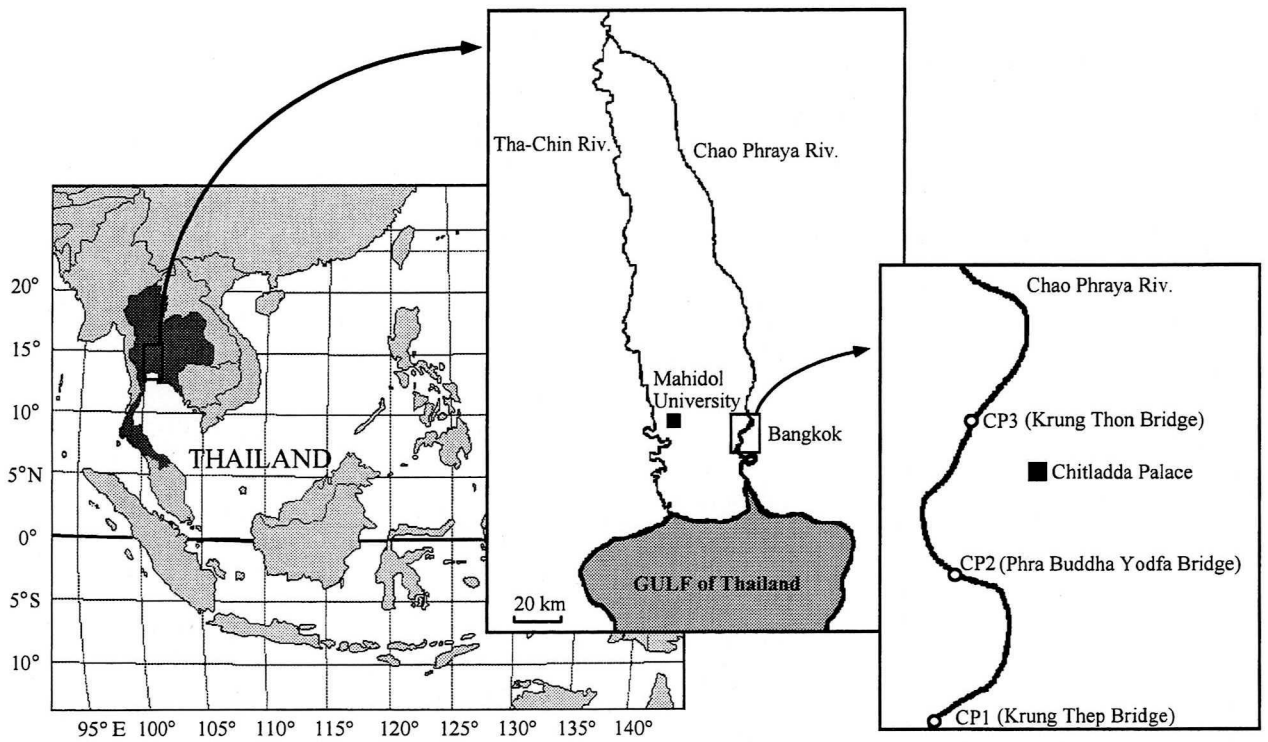 Tha-Chin Riv.
Chao Phraya Riv.
Mahidol
University
Bangkok
GULF of Thailand
20 km
Chao Phraya Riv.
CP3 (Krung Thon Bridge)
Chitladda Palace
CP2 (Phra Buddha Yodfa Bridge)
CP1 (Krung Thep Bridge)
THAILAND
20°
15°
10°
5°N
0°
5°S
10°
95° E 100° 105° 110° 115° 120° 125° 130° 135° 140°